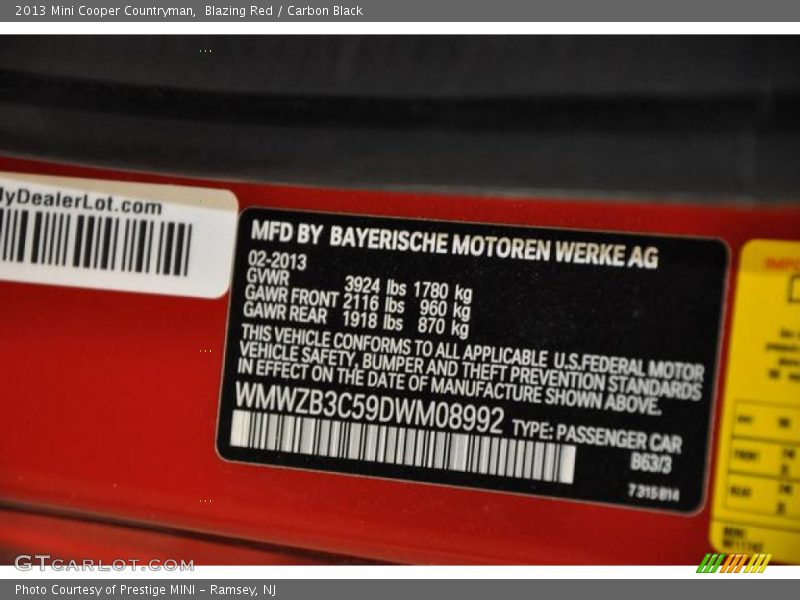 2013 Mini Cooper Countryman,  Blazing Red / Carbon Black
MyDealerLot.com
MFD BY BAYERISCHE MOTOREN WERKE AG
02-2013
GVWR 3924 lbs 1780 kg
GAWR FRONT 2116 lbs 960 kg
GAWR REAR 1918 lbs 870 kg
THIS VEHICLE CONFORMS TO ALL APPLICABLE U.S.FEDERAL MOTOR
VEHICLE SAFETY, BUMPER AND THEFT PREVENTION STANDARDS
IN EFFECT ON THE DATE OF MANUFACTURE SHOWN ABOVE.
WMWZB3C59DWM08992 TYPE: PASSENGER CAR
B63/3
7 315 814
GTCARLOT.COM
Photo Courtesy of Prestige MINI - Ramsey, NJ